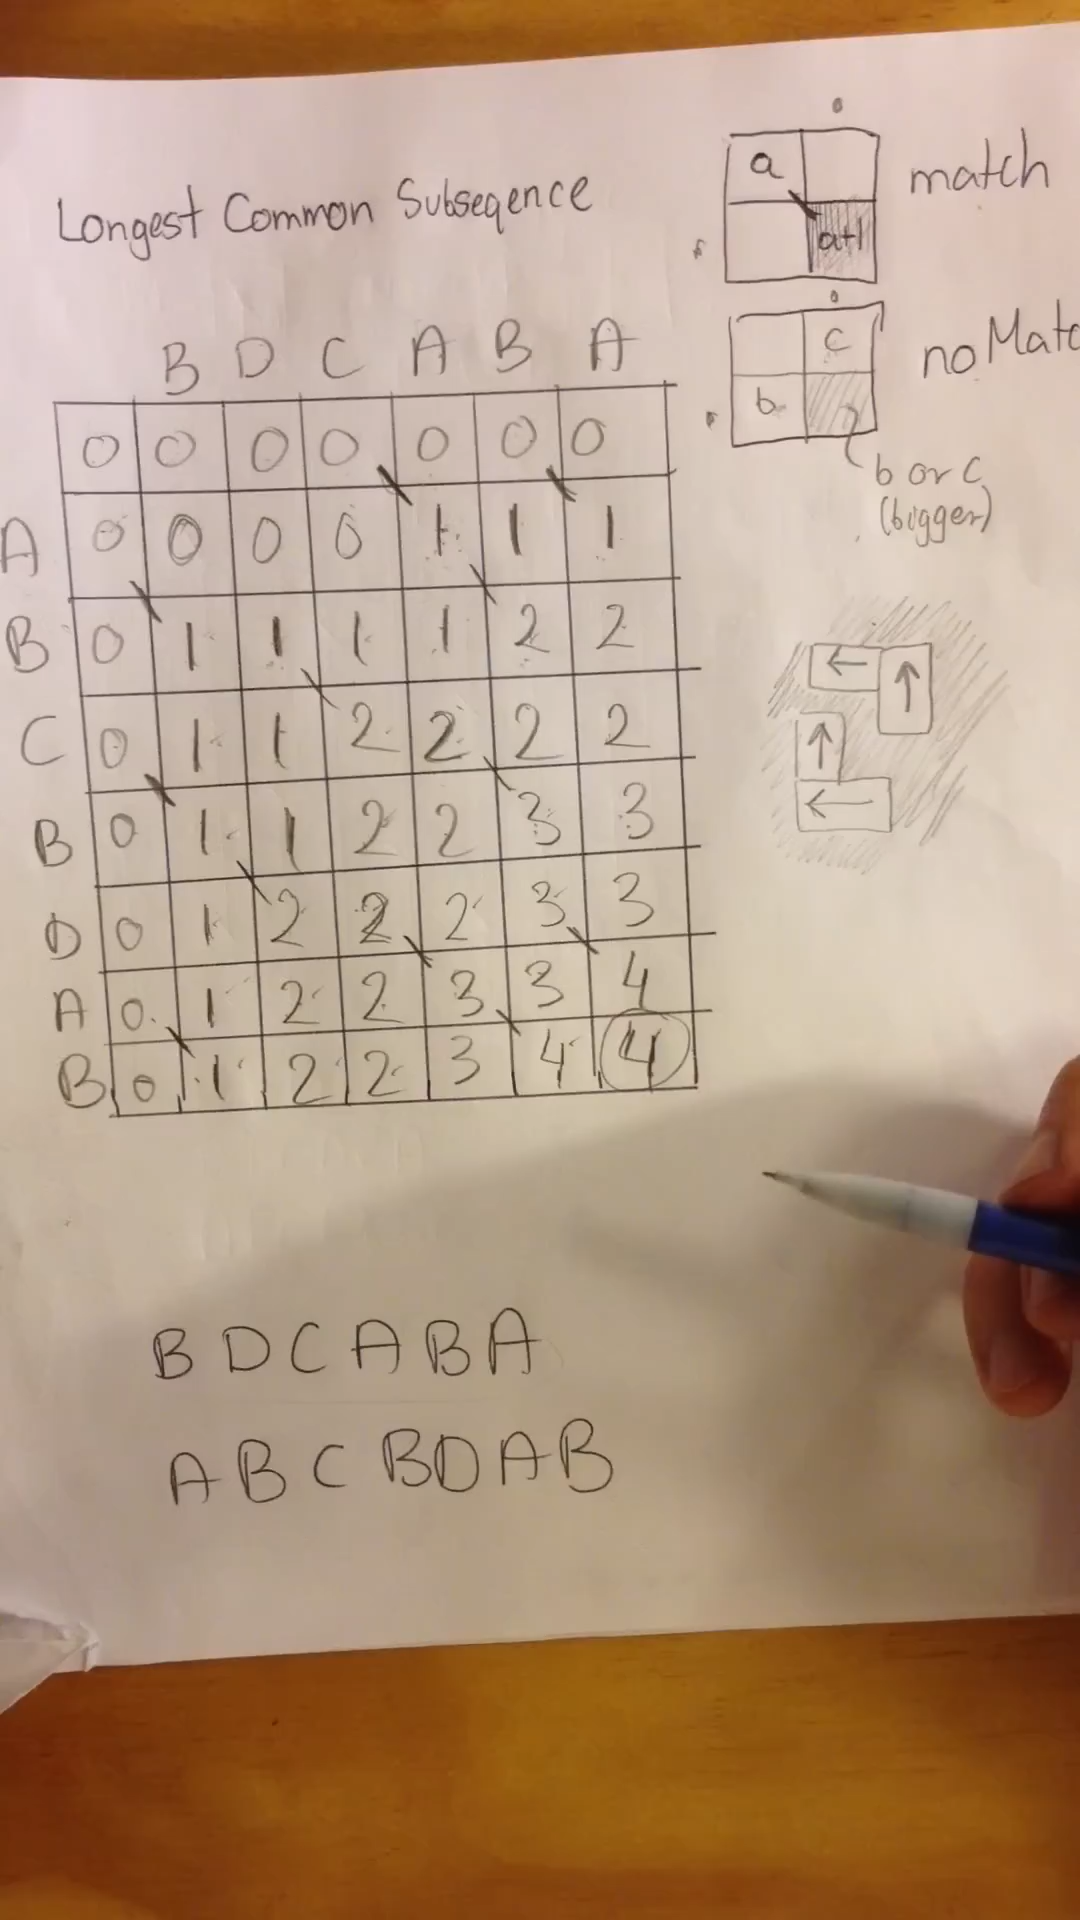 Longest Common Subseqence
a
a+1
match
c
b
no Matc
b or C
(bigger)
B D C A B A
0 0 0 0 0 0 0
A 0 0 0 0 1 1 1
B 0 1 1 1 1 2 2
C 0 1 1 2 2 2 2
B 0 1 1 2 2 3 3
D 0 1 2 2 2 3 3
A 0 1 2 2 3 3 4
B 0 1 2 2 3 4 4
← ↑
↑
←
B D C A B A
A B C B D A B